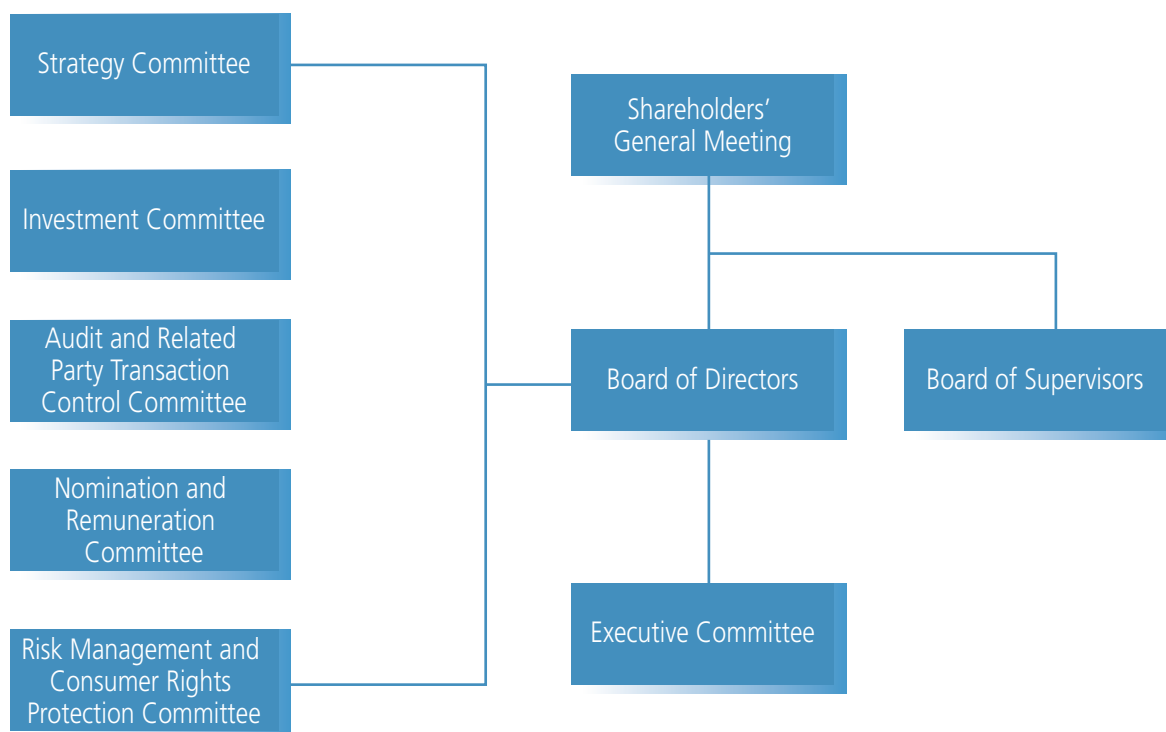 Strategy Committee
Investment Committee
Audit and Related
Party Transaction
Control Committee
Nomination and
Remuneration
Committee
Risk Management and
Consumer Rights
Protection Committee
Shareholders’
General Meeting
Board of Directors
Board of Supervisors
Executive Committee